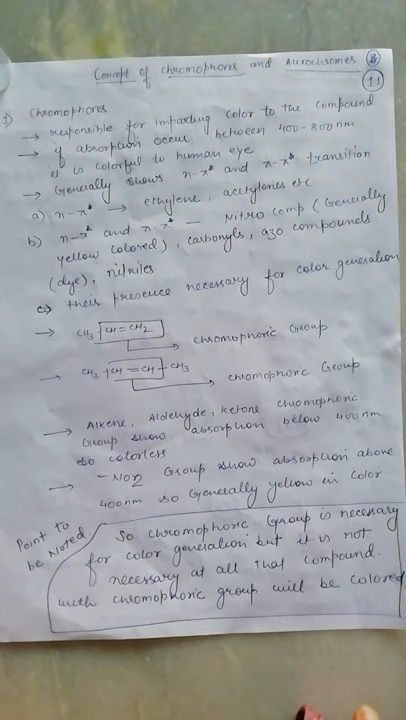 Concept of chromophores and Auxochromes
8
11
1) Chromophores
→ responsible for imparting color to the compound
→ if absorption occur between 400-800nm
it is colorful to human eye
→ Generally shows n-π* and π-π* transition
a) π-π* → ethylene, acetylenes etc
b) n-π* and π-π* — Nitro comp (Generally
yellow colored), carbonyls, azo compounds
(dye), nitriles
c) their presence necessary for color generation
→ CH3 CH=CH2
chromophoric Group
→ CH3 CH=CH CH3
chromophoric Group
→ Alkene, Aldehyde, ketone chromophoric
Group show absorption below 400nm
so colorless
→ -NO2 Group show absorption above
400nm so Generally yellow in color
Point to
be Noted
So chromophoric Group is necessary
for color generation but it is not
necessary at all that compound.
with chromophoric group will be colored